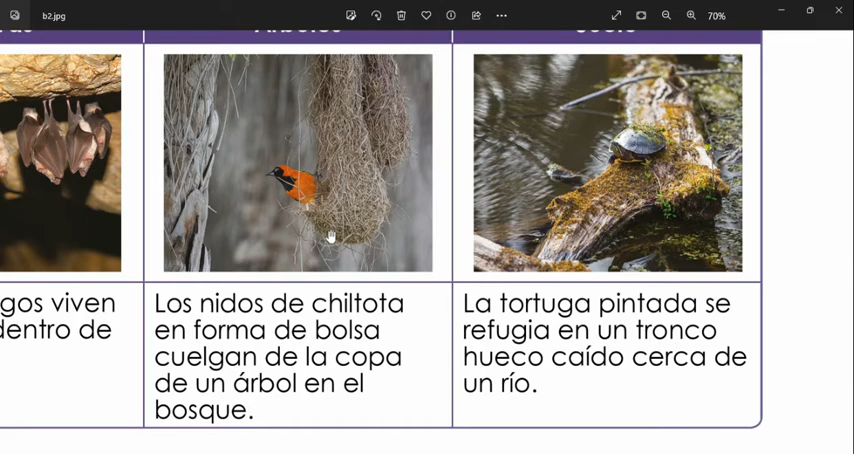 b2.jpg
70%
Árboles
gos viven
dentro de
Los nidos de chiltota
en forma de bolsa
cuelgan de la copa
de un árbol en el
bosque.
La tortuga pintada se
refugia en un tronco
hueco caído cerca de
un río.